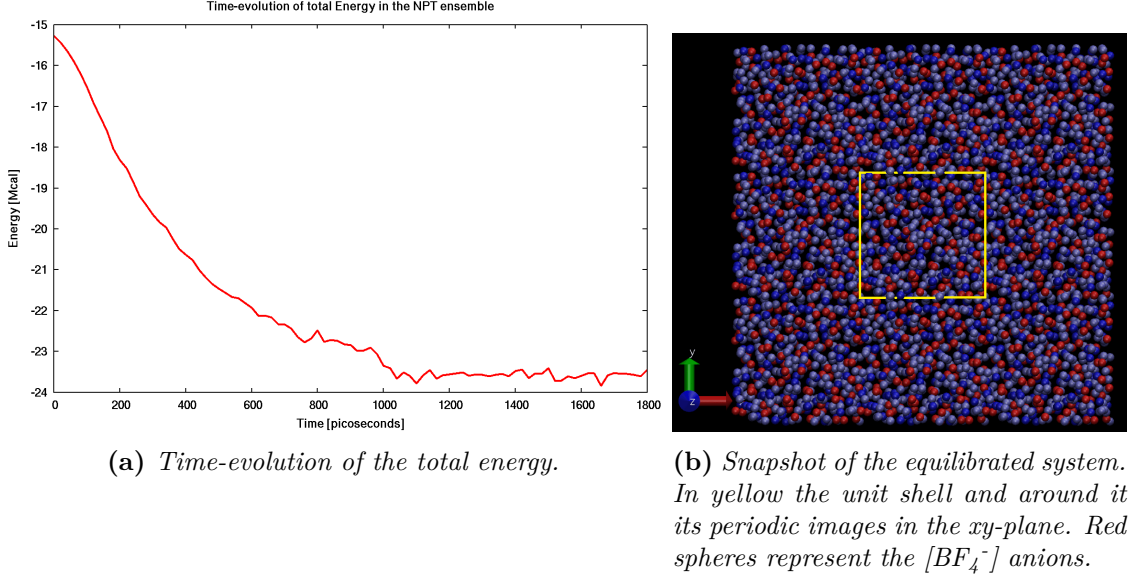 Time-evolution of total Energy in the NPT ensemble
-15
-16
-17
-18
-19
-20
-21
-22
-23
-24
Energy [Mcal]
0 200 400 600 800 1000 1200 1400 1600 1800
Time [picoseconds]
(a) Time-evolution of the total energy.
y
z
(b) Snapshot of the equilibrated system.
In yellow the unit shell and around it
its periodic images in the xy-plane. Red
spheres represent the [BF₄⁻] anions.